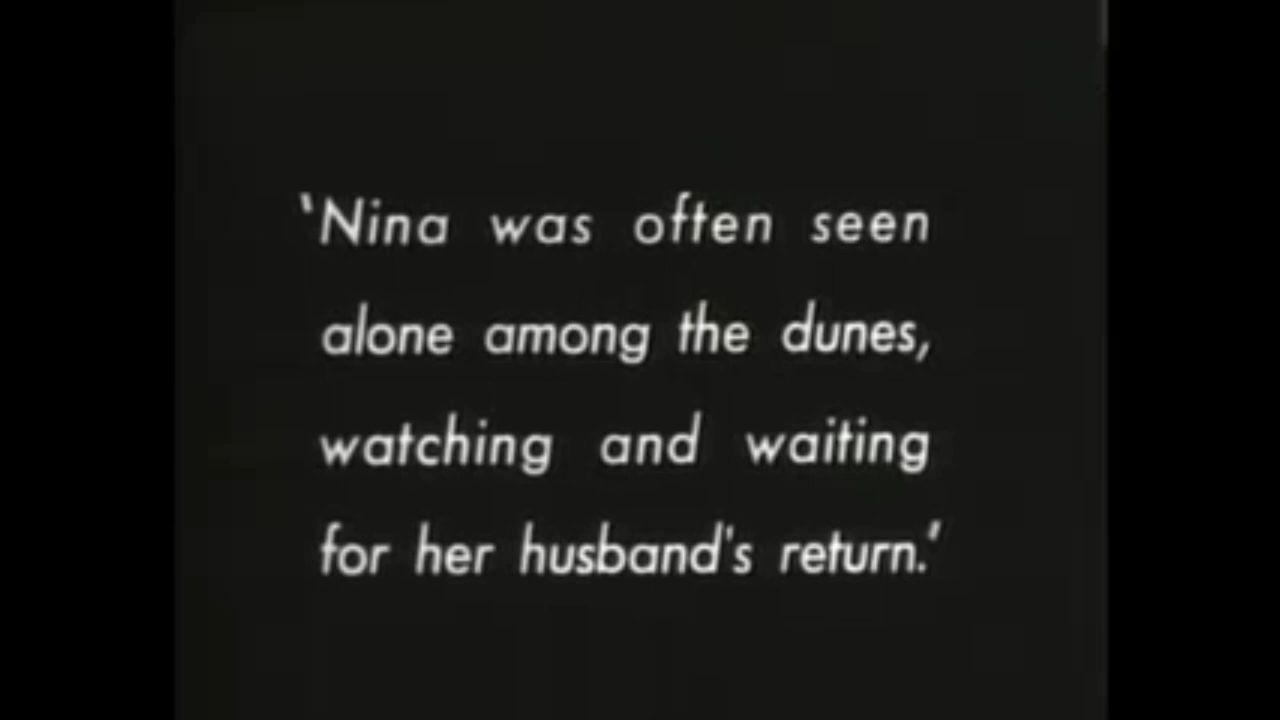 ‘Nina was often seen
alone among the dunes,
watching and waiting
for her husband's return.’